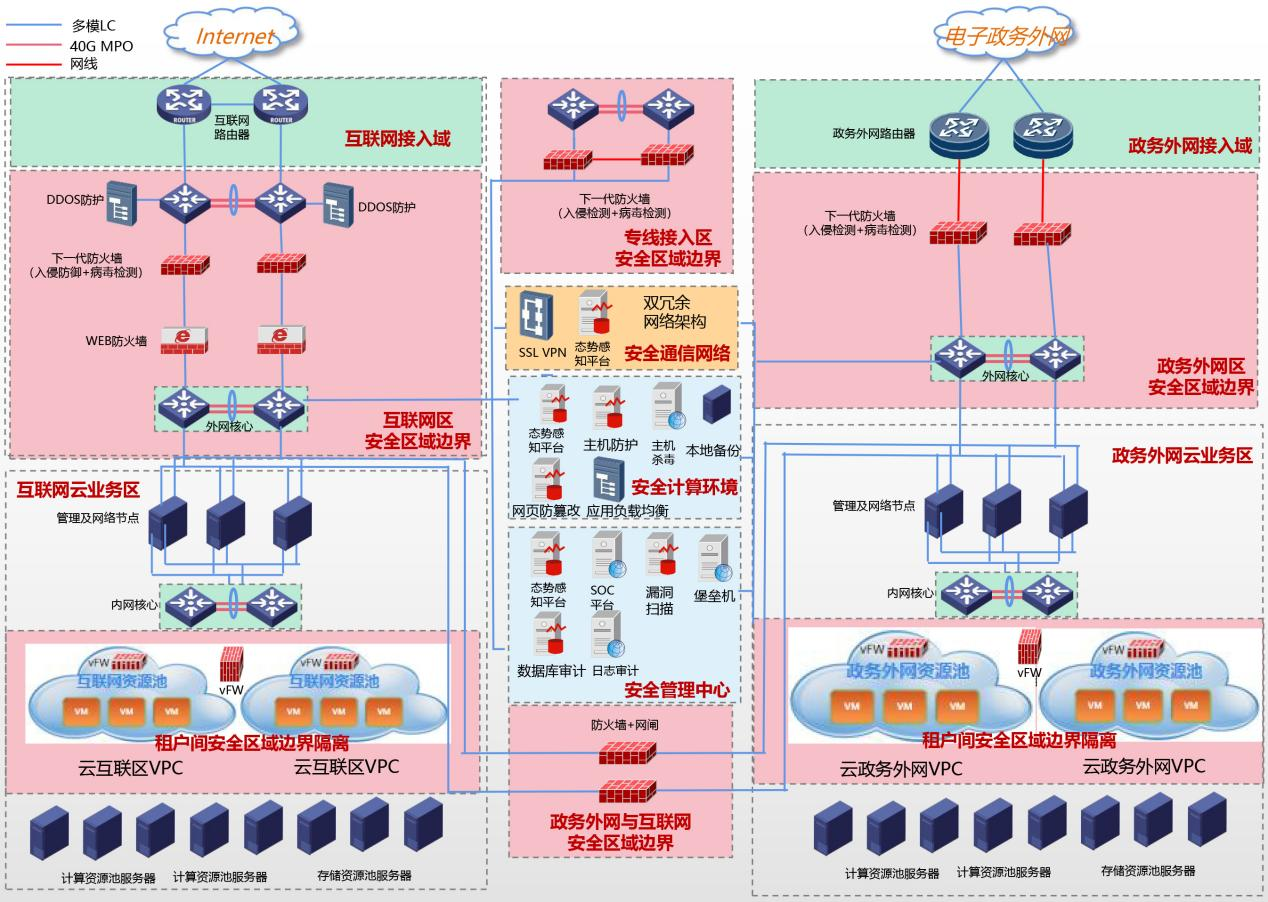 多模LC
40G MPO
网线
Internet
电子政务外网
ROUTER
ROUTER
互联网
路由器
互联网接入域
DDOS防护
DDOS防护
下一代防火墙
（入侵防御+病毒检测）
WEB防火墙
外网核心
互联网区
安全区域边界
互联网云业务区
管理及网络节点
内网核心
vFW
互联网资源池
VM
VM
VM
vFW
vFW
互联网资源池
VM
VM
VM
租户间安全区域边界隔离
云互联区VPC
云互联区VPC
计算资源池服务器
计算资源池服务器
存储资源池服务器
下一代防火墙
（入侵检测+病毒检测）
专线接入区
安全区域边界
SSL VPN
态势感
知平台
双冗余
网络架构
安全通信网络
态势感
知平台
主机防护
主机
杀毒
本地备份
网页防篡改
应用负载均衡
安全计算环境
态势感
知平台
SOC
平台
漏洞
扫描
堡垒机
数据库审计
日志审计
安全管理中心
防火墙+网闸
政务外网与互联网
安全区域边界
政务外网路由器
政务外网接入域
下一代防火墙
（入侵检测+病毒检测）
外网核心
政务外网区
安全区域边界
政务外网云业务区
管理及网络节点
内网核心
vFW
政务外网资源池
VM
VM
VM
vFW
vFW
政务外网资源池
VM
VM
VM
租户间安全区域边界隔离
云政务外网VPC
云政务外网VPC
计算资源池服务器
计算资源池服务器
存储资源池服务器